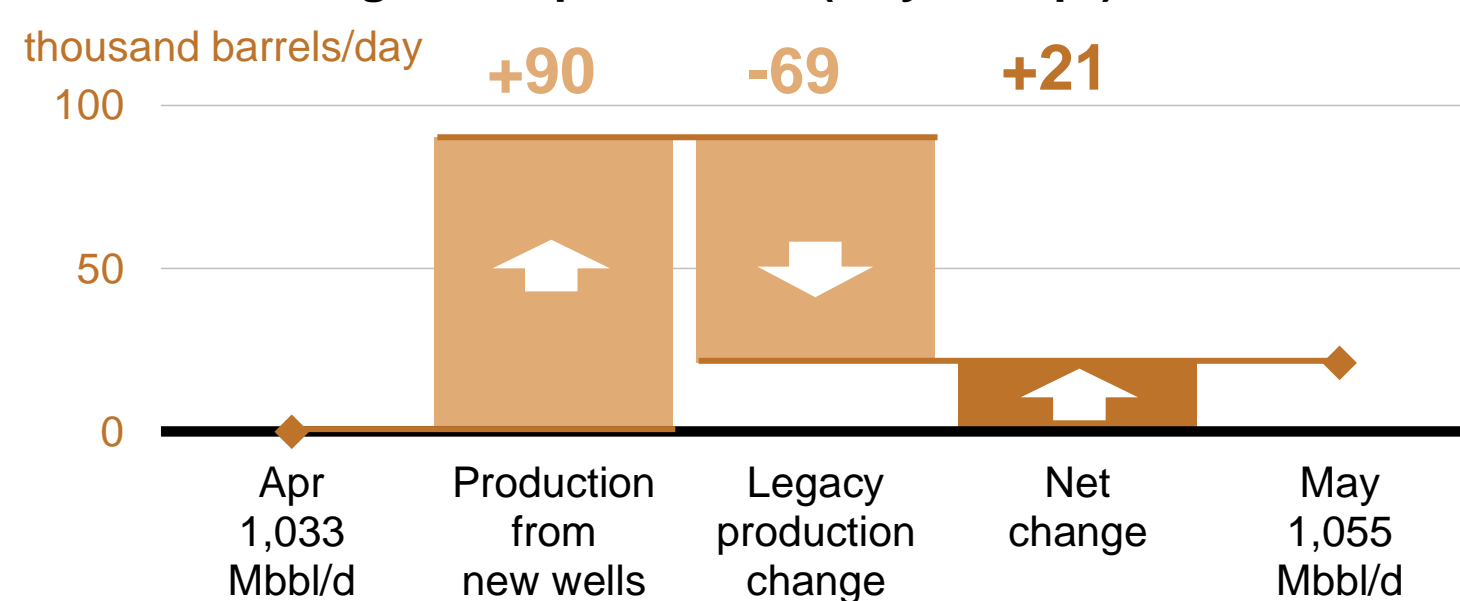 thousand barrels/day
+90
-69
+21
100
50
0
Apr
1,033
Mbbl/d
Production
from
new wells
Legacy
production
change
Net
change
May
1,055
Mbbl/d